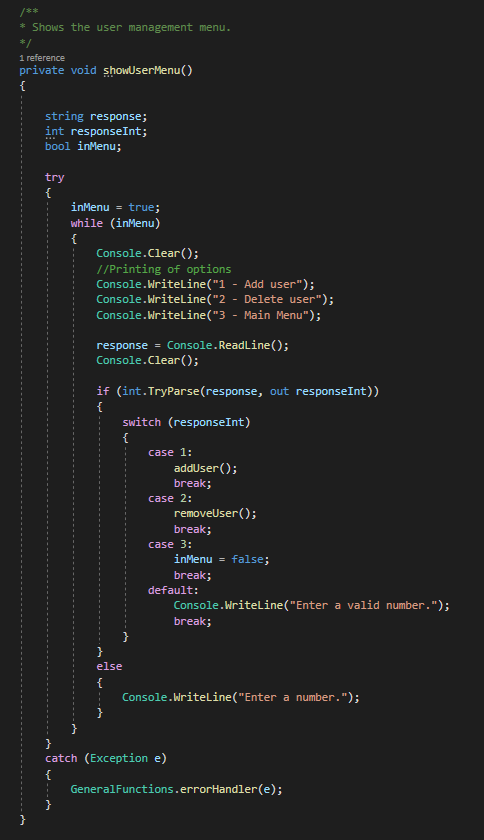 /**
* Shows the user management menu.
*/
1 reference
private void showUserMenu()
{
string response;
int responseInt;
bool inMenu;
try
{
inMenu = true;
while (inMenu)
{
Console.Clear();
//Printing of options
Console.WriteLine("1 - Add user");
Console.WriteLine("2 - Delete user");
Console.WriteLine("3 - Main Menu");
response = Console.ReadLine();
Console.Clear();
if (int.TryParse(response, out responseInt))
{
switch (responseInt)
{
case 1:
addUser();
break;
case 2:
removeUser();
break;
case 3:
inMenu = false;
break;
default:
Console.WriteLine("Enter a valid number.");
break;
}
}
else
{
Console.WriteLine("Enter a number.");
}
}
}
catch (Exception e)
{
GeneralFunctions.errorHandler(e);
}
}